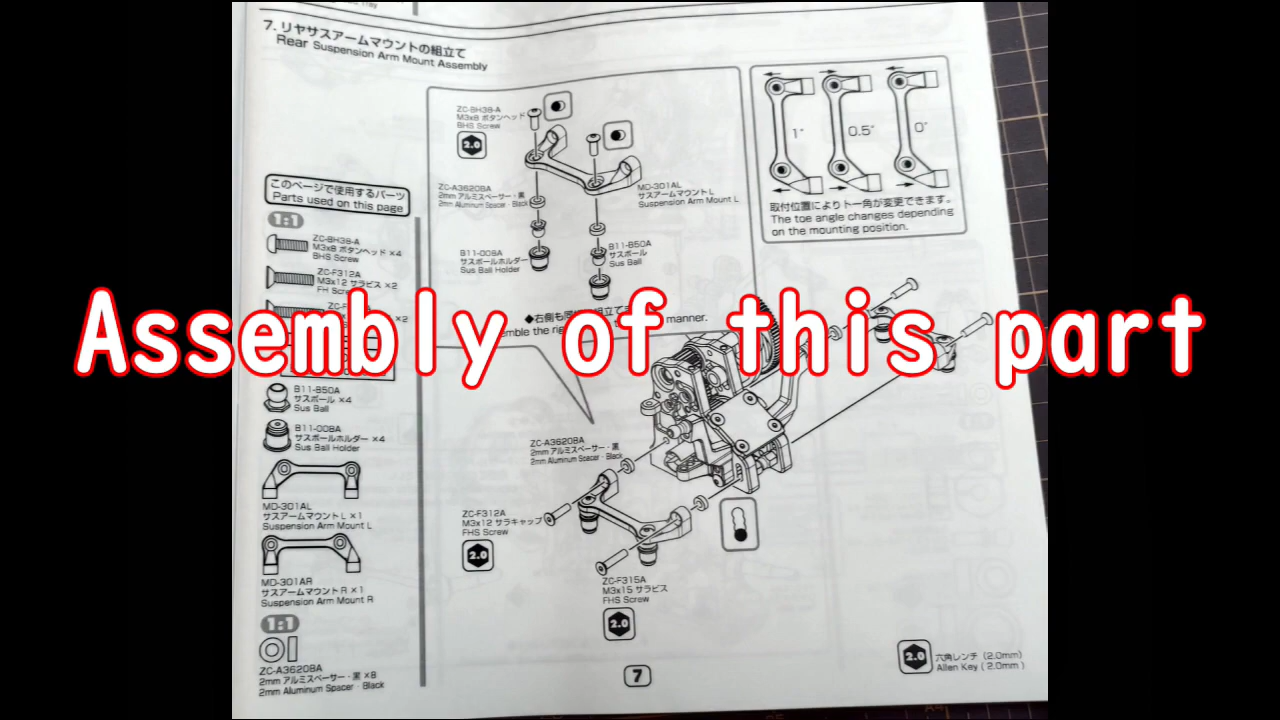 7. リヤサスアームマウントの組立て
Rear Suspension Arm Mount Assembly
このページで使用するパーツ
Parts used on this page
1:1
ZC-BH38-A
M3x8 ボタンヘッド ×4
BHS Screw
ZC-F312A
M3x12 サラビス ×2
B11-B50A
サスボール ×4
Sus Ball
B11-008A
サスボールホルダー ×4
Sus Ball Holder
MD-301AL
サスアームマウントL ×1
Suspension Arm Mount L
MD-301AR
サスアームマウントR ×1
Suspension Arm Mount R
1:1
ZC-A3620BA
2mm アルミスペーサー・黒 ×8
2mm Aluminum Spacer・Black
ZC-BH38-A
M3x8 ボタンヘッド
BHS Screw
2.0
ZC-A3620BA
2mm アルミスペーサー・黒
2mm Aluminum Spacer・Black
MD-301AL
サスアームマウントL
Suspension Arm Mount L
B11-008A
サスボールホルダー
Sus Ball Holder
B11-B50A
サスボール
Sus Ball
1°
0.5°
0°
取付位置によりトー角が変更できます。
The toe angle changes depending
on the mounting position.
manner.
Assembly of this part
ZC-A3620BA
2mm アルミスペーサー・黒
2mm Aluminum Spacer・Black
ZC-F312A
M3x12 サラキャップ
FHS Screw
2.0
ZC-F315A
M3x15 サラビス
FHS Screw
2.0
7
2.0
六角レンチ (2.0mm)
Allen Key ( 2.0mm )